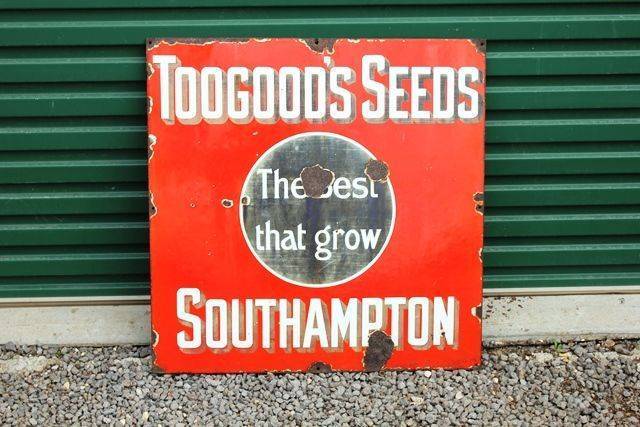 Toogood's Seeds
The Best
that grow
Southampton